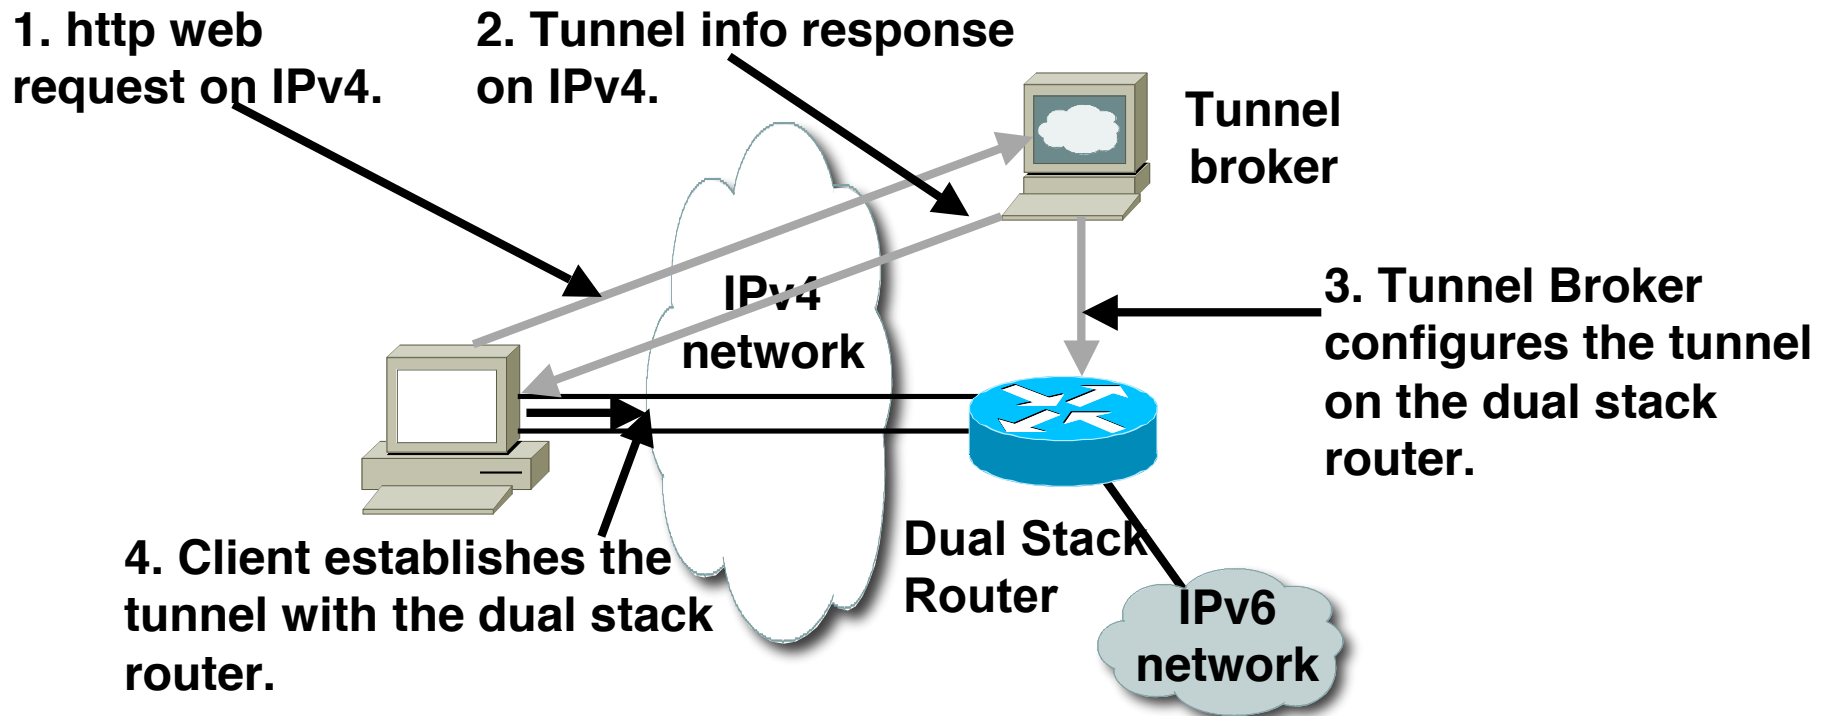 1. http web
request on IPv4.
2. Tunnel info response
on IPv4.
Tunnel
broker
IPv4
network
3. Tunnel Broker
configures the tunnel
on the dual stack
router.
4. Client establishes the
tunnel with the dual stack
router.
Dual Stack
Router
IPv6
network